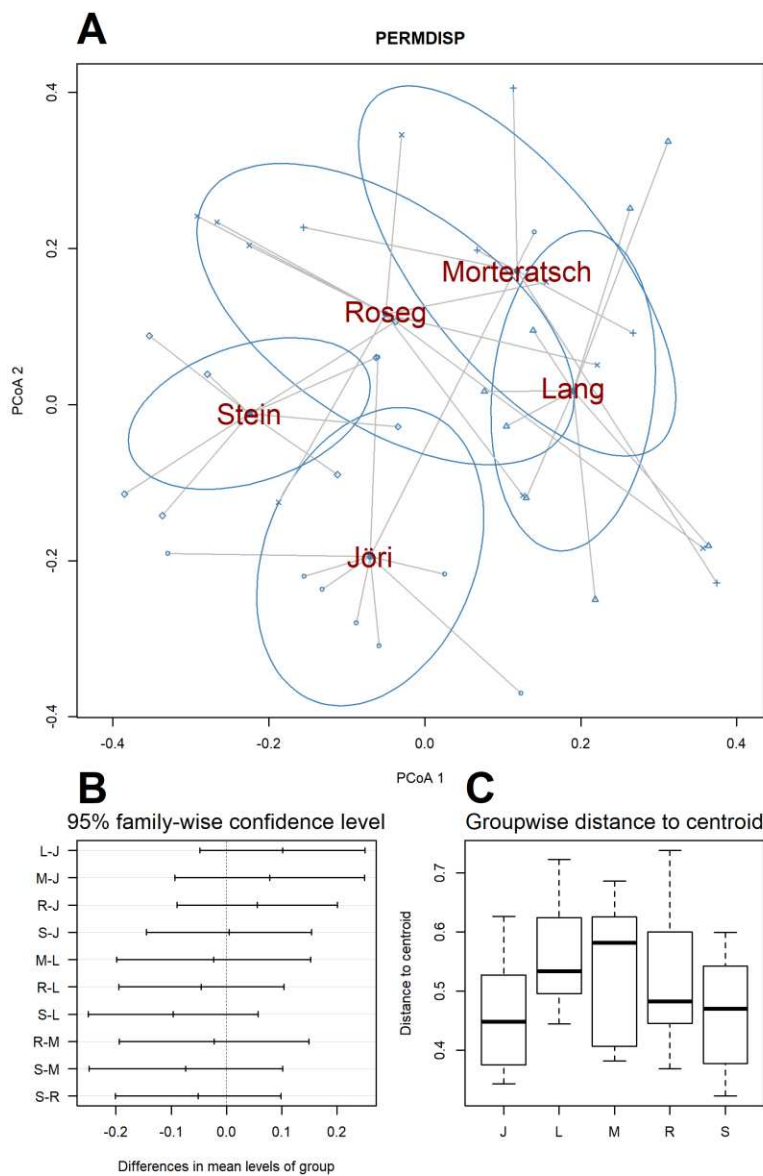 A
PERMDISP
0.4
0.2
0.0
-0.2
-0.4
PCoA 2
Morteratsch
Roseg
Lang
Stein
Jöri
-0.4 -0.2 0.0 0.2 0.4
PCoA 1
B
95% family-wise confidence level
L-J
M-J
R-J
S-J
M-L
R-L
S-L
R-M
S-M
S-R
-0.2 -0.1 0.0 0.1 0.2
Differences in mean levels of group
C
Groupwise distance to centroid
0.7
0.6
0.5
0.4
Distance to centroid
J L M R S